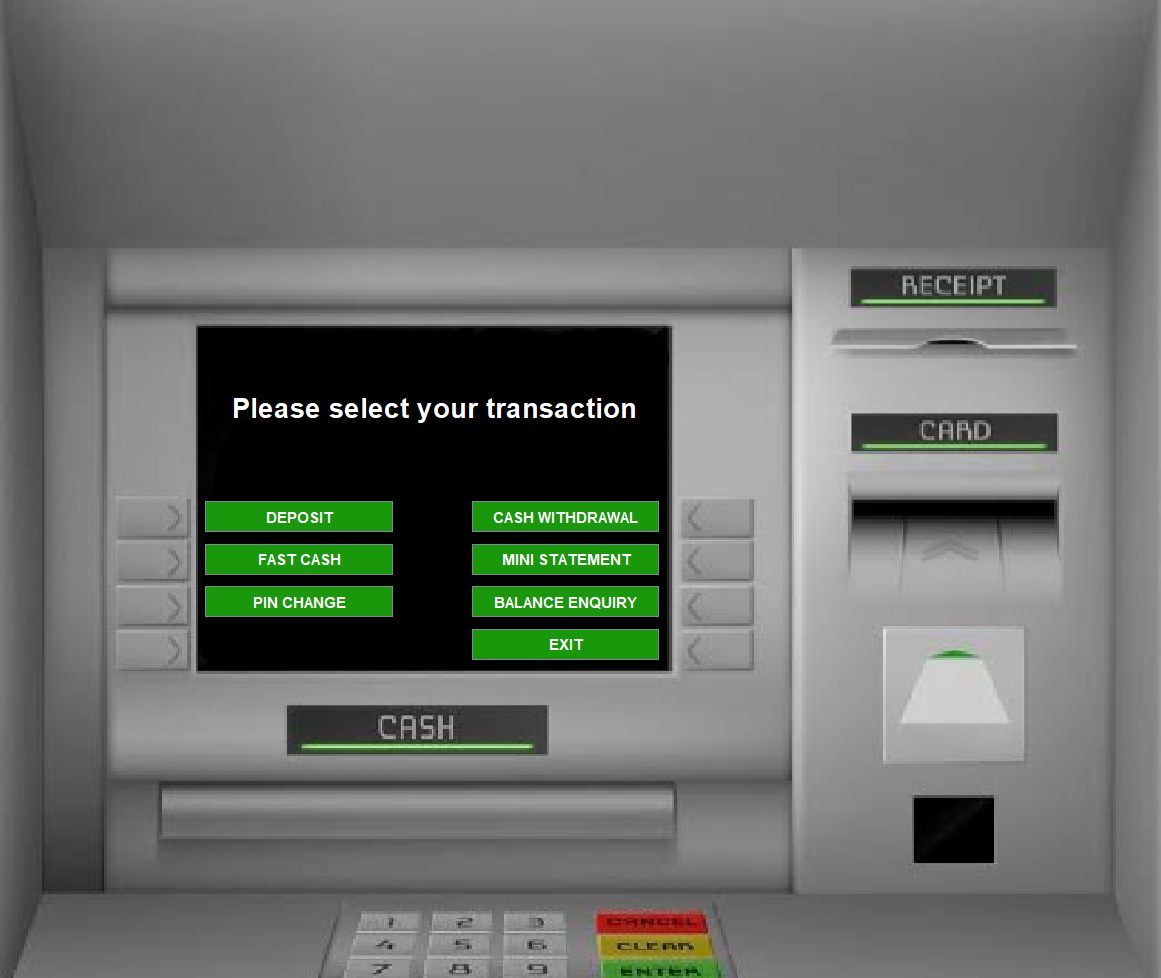 RECEIPT
Please select your transaction
CARD
DEPOSIT
CASH WITHDRAWAL
FAST CASH
MINI STATEMENT
PIN CHANGE
BALANCE ENQUIRY
EXIT
CASH
1 2 3 CANCEL
4 5 6 CLEAR
7 8 9 ENTER